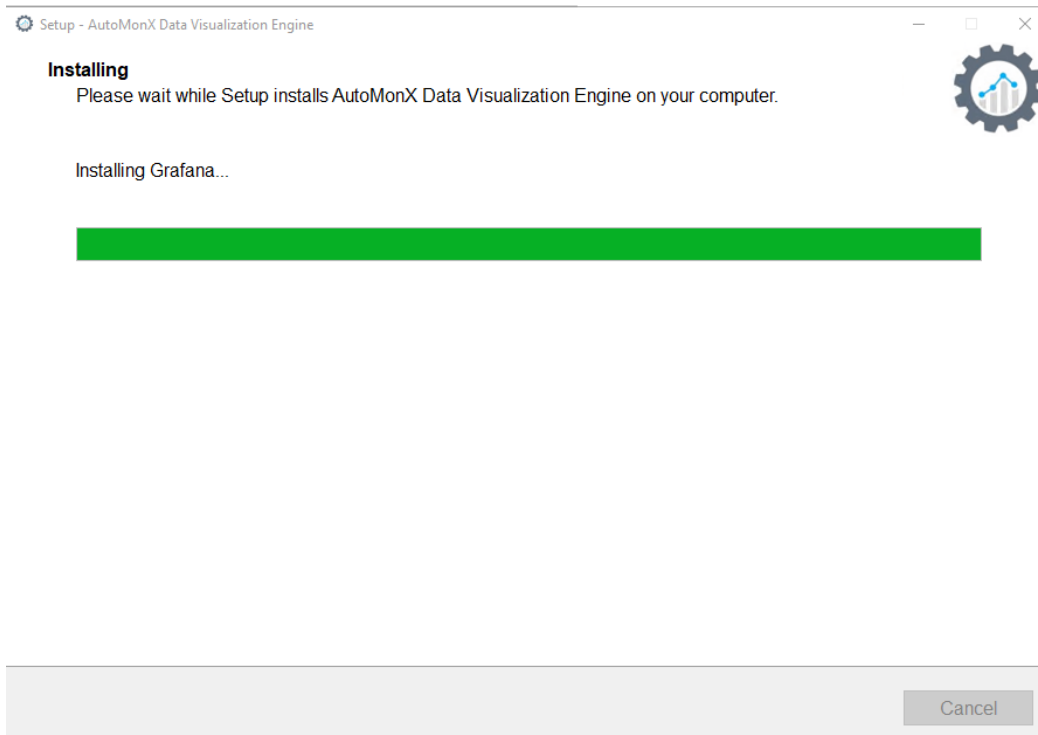 Setup - AutoMonX Data Visualization Engine
Installing
Please wait while Setup installs AutoMonX Data Visualization Engine on your computer.
Installing Grafana...
Cancel